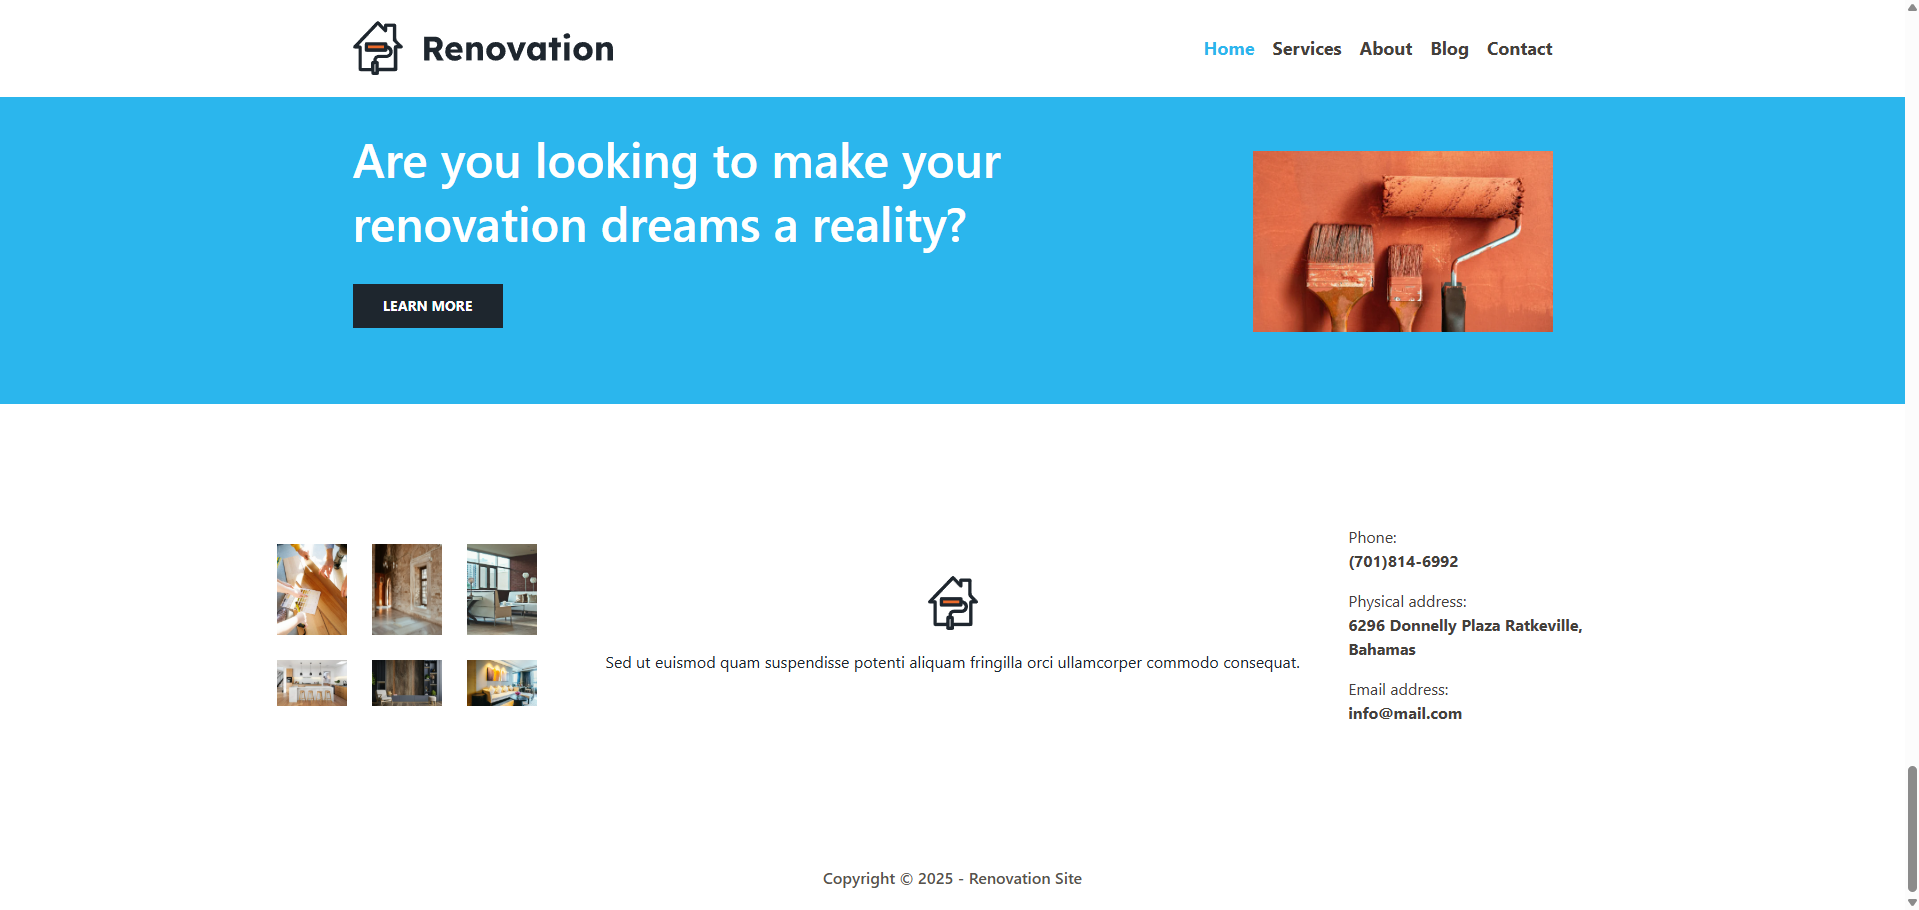 Renovation
Home Services About Blog Contact
Are you looking to make your
renovation dreams a reality?
LEARN MORE
Sed ut euismod quam suspendisse potenti aliquam fringilla orci ullamcorper commodo consequat.
Phone:
(701)814-6992
Physical address:
6296 Donnelly Plaza Ratkeville,
Bahamas
Email address:
info@mail.com
Copyright © 2025 - Renovation Site